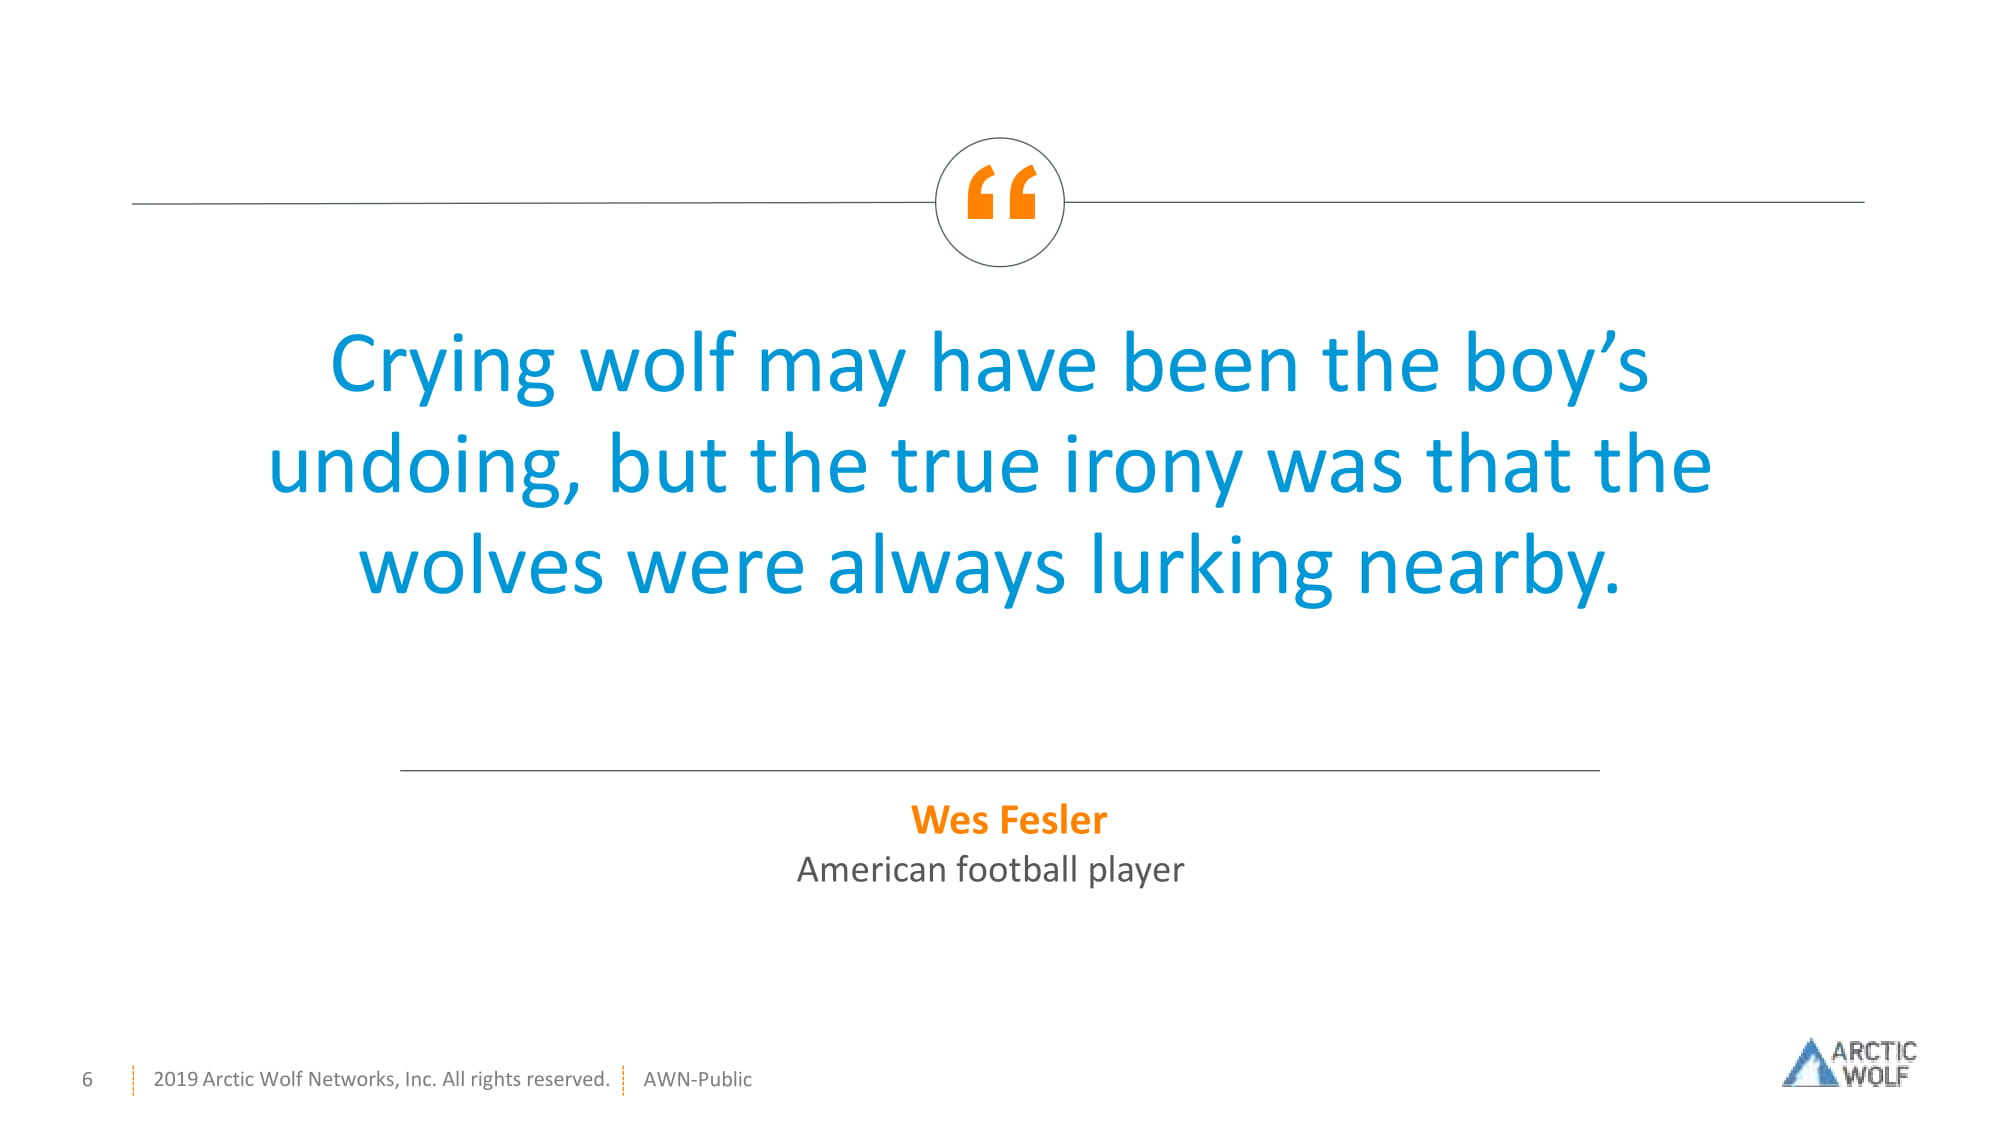 “
Crying wolf may have been the boy’s
undoing, but the true irony was that the
wolves were always lurking nearby.
Wes Fesler
American football player
6
2019 Arctic Wolf Networks, Inc. All rights reserved.
AWN-Public
ARCTIC
WOLF